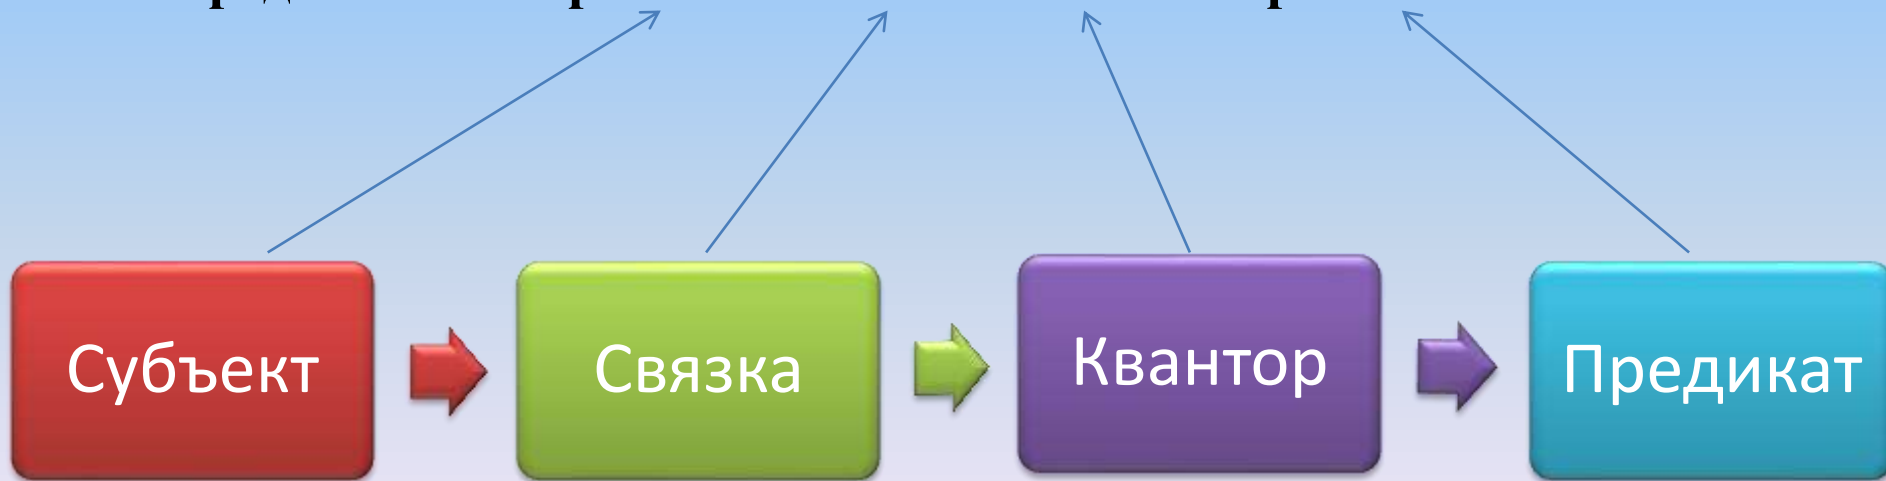 Субъект Связка Квантор Предикат